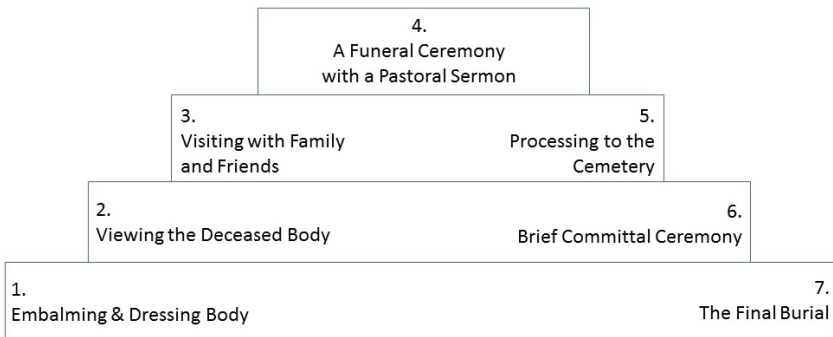 4.
A Funeral Ceremony
with a Pastoral Sermon
3.
Visiting with Family
and Friends
5.
Processing to the
Cemetery
2.
Viewing the Deceased Body
6.
Brief Committal Ceremony
1.
Embalming & Dressing Body
7.
The Final Burial